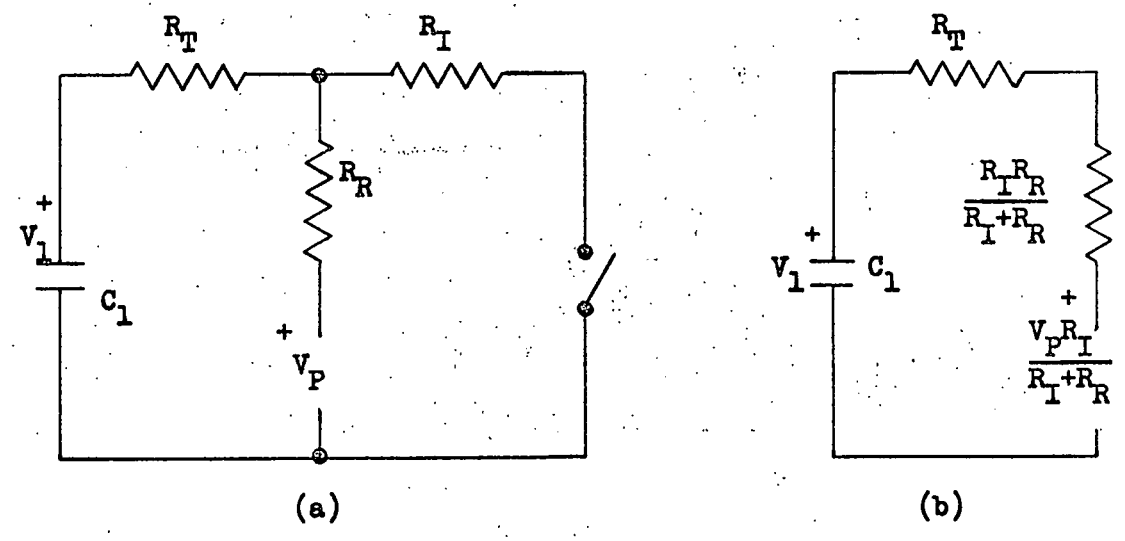 R_T
R_I
R_R
+
V_1
C_1
+
V_P
(a)
R_T
R_I R_R
R_I+R_R
+
V_1
C_1
+
V_P R_I
R_I+R_R
(b)